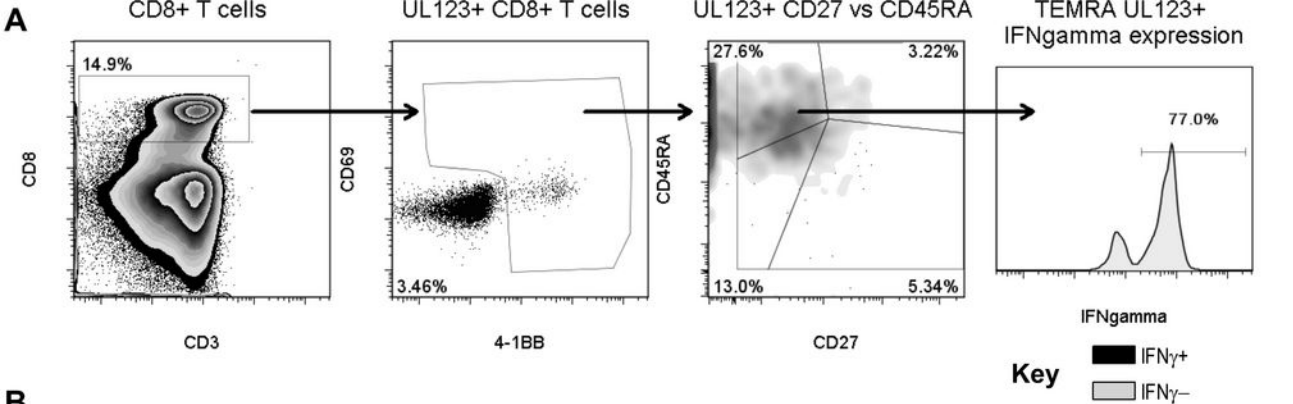 A
CD8+ T cells
UL123+ CD8+ T cells
UL123+ CD27 vs CD45RA
TEMRA UL123+
IFNgamma expression
14.9%
27.6%
3.22%
77.0%
CD8
CD69
CD45RA
3.46%
13.0%
5.34%
CD3
4-1BB
CD27
IFNgamma
Key
IFNγ+
IFNγ−
B